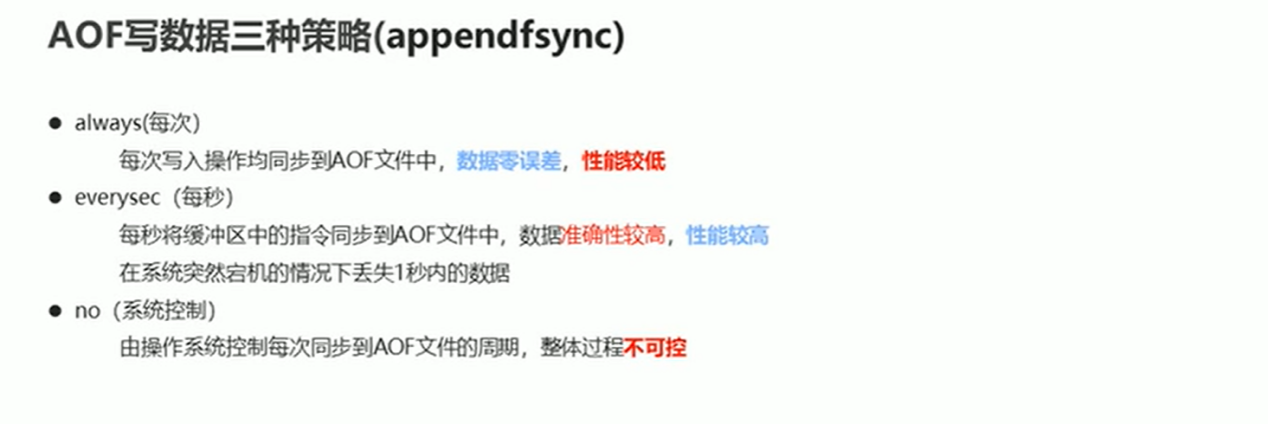 AOF写数据三种策略(appendfsync)
● always(每次）
每次写入操作均同步到AOF文件中，数据零误差，性能较低
● everysec（每秒）
每秒将缓冲区中的指令同步到AOF文件中，数据准确性较高，性能较高
在系统突然宕机的情况下丢失1秒内的数据
● no（系统控制）
由操作系统控制每次同步到AOF文件的周期，整体过程不可控